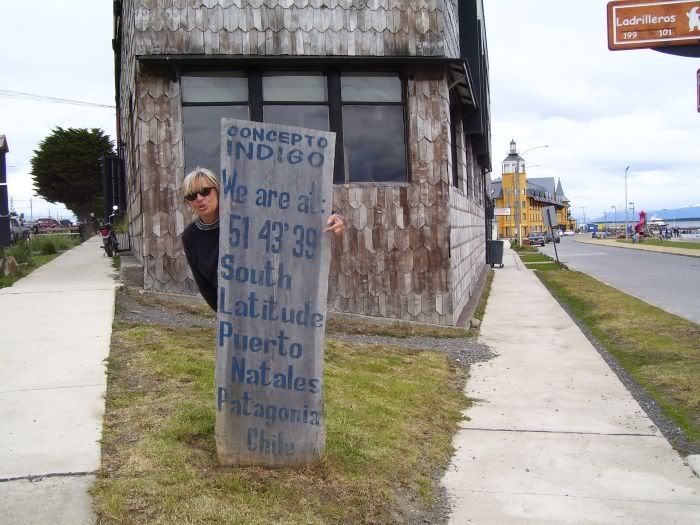 CONCEPTO
INDIGO
We are at:
51 43'39
South
Latitude
Puerto
Natales
Patagonia
Chile
Ladrilleros
199 101